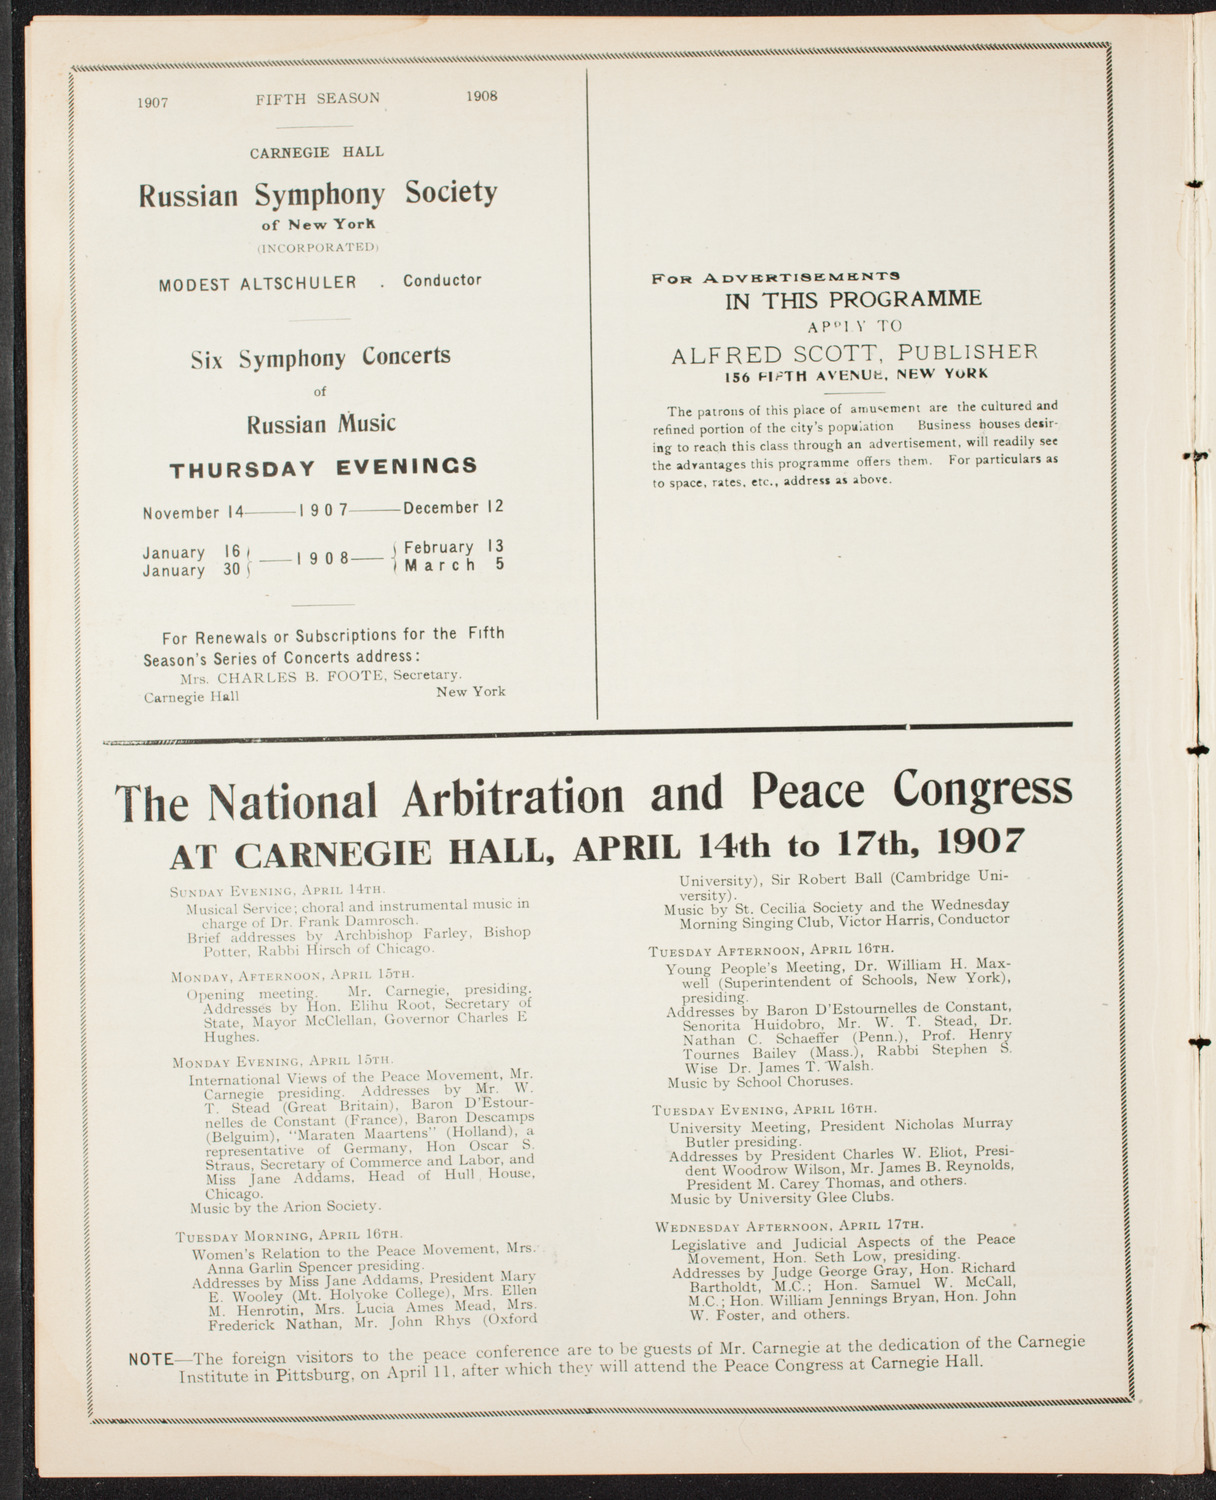 1907 FIFTH SEASON 1908
CARNEGIE HALL
Russian Symphony Society
of New York
(INCORPORATED)
MODEST ALTSCHULER . Conductor
Six Symphony Concerts
of
Russian Music
THURSDAY EVENINGS
November 14——1907——December 12
January 16 } —1908— { February 13
January 30 } { March 5
For Renewals or Subscriptions for the Fifth
Season's Series of Concerts address:
Mrs. CHARLES B. FOOTE, Secretary.
Carnegie Hall New York
FOR ADVERTISEMENTS
IN THIS PROGRAMME
APPLY TO
ALFRED SCOTT, PUBLISHER
156 FIFTH AVENUE, NEW YORK
The patrons of this place of amusement are the cultured and
refined portion of the city's population Business houses desir-
ing to reach this class through an advertisement, will readily see
the advantages this programme offers them. For particulars as
to space, rates, etc., address as above.
The National Arbitration and Peace Congress
AT CARNEGIE HALL, APRIL 14th to 17th, 1907
SUNDAY EVENING, APRIL 14TH.
Musical Service; choral and instrumental music in
charge of Dr. Frank Damrosch.
Brief addresses by Archbishop Farley, Bishop
Potter, Rabbi Hirsch of Chicago.
MONDAY, AFTERNOON, APRIL 15TH.
Opening meeting. Mr. Carnegie, presiding.
Addresses by Hon. Elihu Root, Secretary of
State, Mayor McClellan, Governor Charles E
Hughes.
MONDAY EVENING, APRIL 15TH.
International Views of the Peace Movement, Mr.
Carnegie presiding. Addresses by Mr. W.
T. Stead (Great Britain), Baron D'Estour-
nelles de Constant (France), Baron Descamps
(Belguim), "Maraten Maartens" (Holland), a
representative of Germany, Hon Oscar S.
Straus, Secretary of Commerce and Labor, and
Miss Jane Addams, Head of Hull House,
Chicago.
Music by the Arion Society.
TUESDAY MORNING, APRIL 16TH.
Women's Relation to the Peace Movement, Mrs.
Anna Garlin Spencer presiding.
Addresses by Miss Jane Addams, President Mary
E. Wooley (Mt. Holyoke College), Mrs. Ellen
M. Henrotin, Mrs. Lucia Ames Mead, Mrs.
Frederick Nathan, Mr. John Rhys (Oxford
University), Sir Robert Ball (Cambridge Uni-
versity).
Music by St. Cecilia Society and the Wednesday
Morning Singing Club, Victor Harris, Conductor
TUESDAY AFTERNOON, APRIL 16TH.
Young People's Meeting, Dr. William H. Max-
well (Superintendent of Schools, New York),
presiding.
Addresses by Baron D'Estournelles de Constant,
Senorita Huidobro, Mr. W. T. Stead, Dr.
Nathan C. Schaeffer (Penn.), Prof. Henry
Tournes Bailey (Mass.), Rabbi Stephen S.
Wise Dr. James T. Walsh.
Music by School Choruses.
TUESDAY EVENING, APRIL 16TH.
University Meeting, President Nicholas Murray
Butler presiding.
Addresses by President Charles W. Eliot, Presi-
dent Woodrow Wilson, Mr. James B. Reynolds,
President M. Carey Thomas, and others.
Music by University Glee Clubs.
WEDNESDAY AFTERNOON, APRIL 17TH.
Legislative and Judicial Aspects of the Peace
Movement, Hon. Seth Low, presiding.
Addresses by Judge George Gray, Hon. Richard
Bartholdt, M.C.; Hon. Samuel W. McCall,
M.C.; Hon. William Jennings Bryan, Hon. John
W. Foster, and others.
NOTE—The foreign visitors to the peace conference are to be guests of Mr. Carnegie at the dedication of the Carnegie
Institute in Pittsburg, on April 11, after which they will attend the Peace Congress at Carnegie Hall.